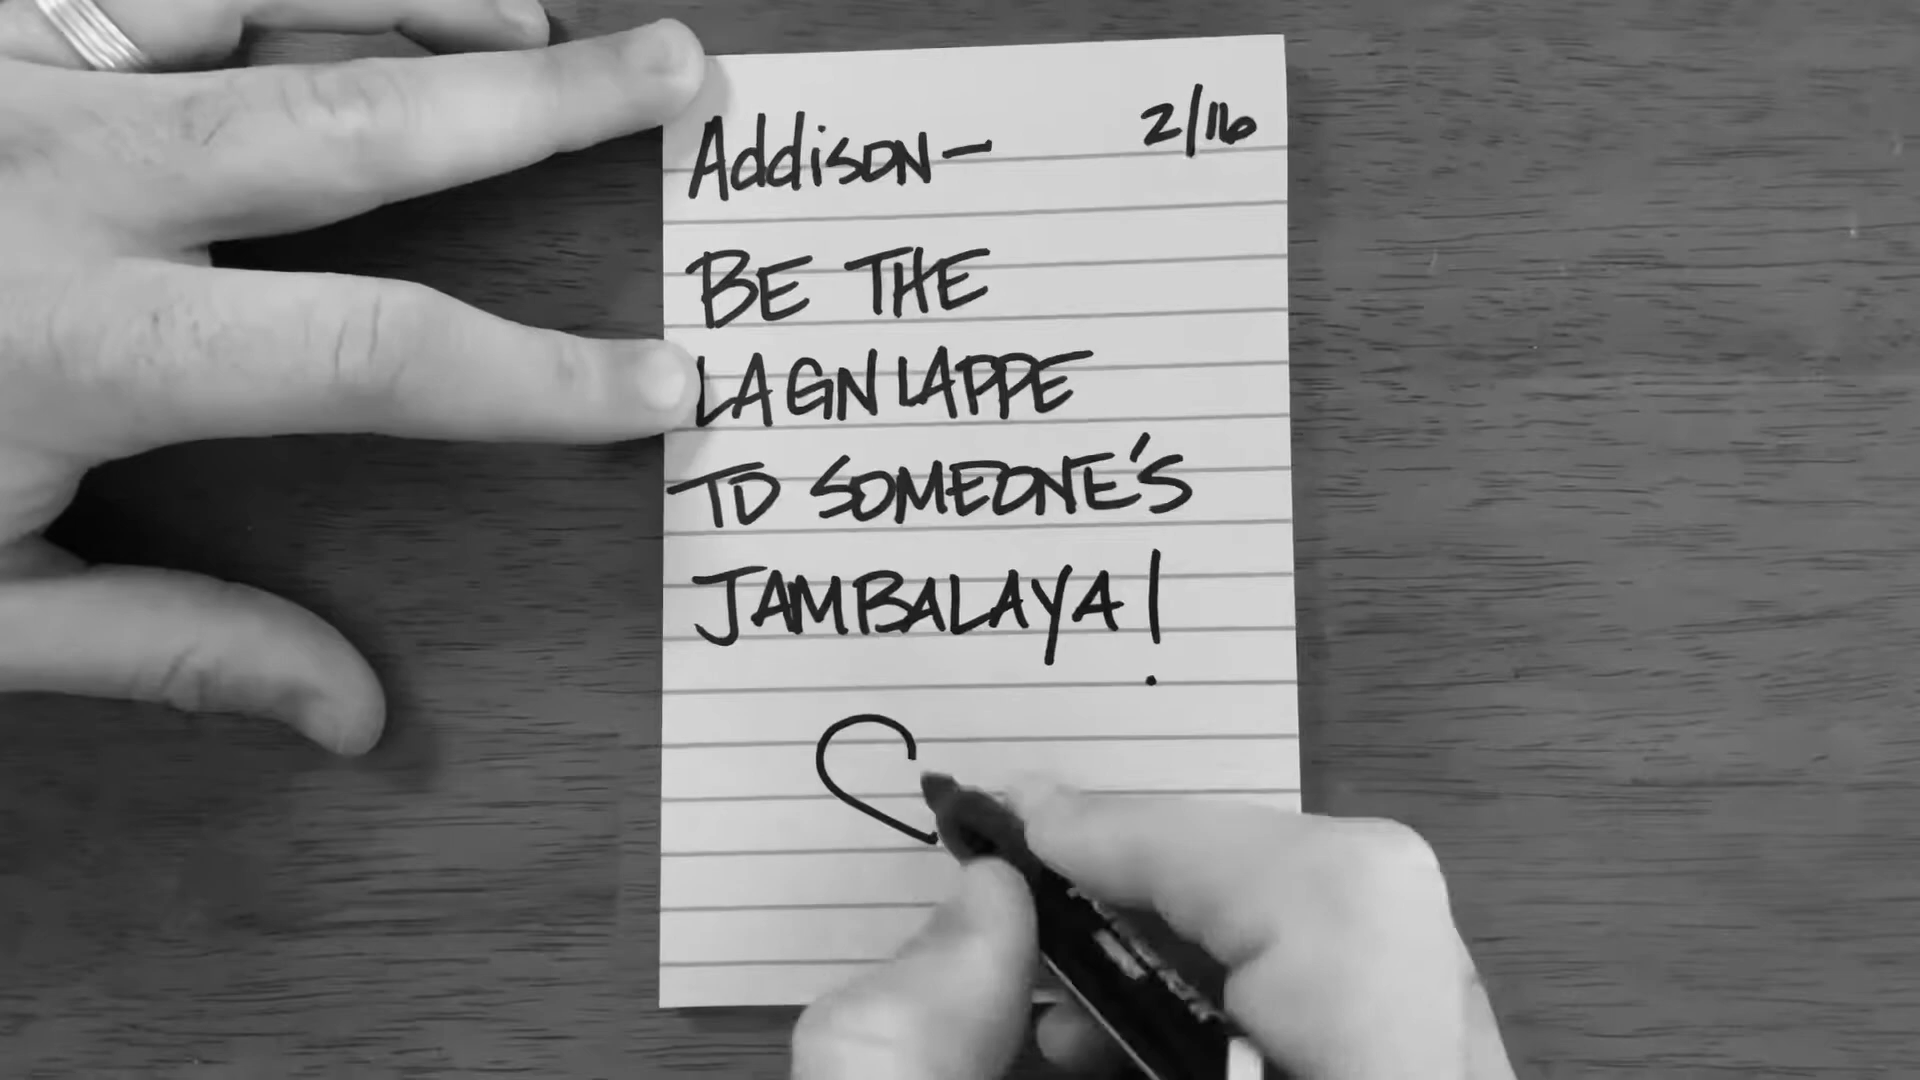 Addison— 2/16
BE THE
LAGNIAPPE
TO SOMEONE'S
JAMBALAYA!